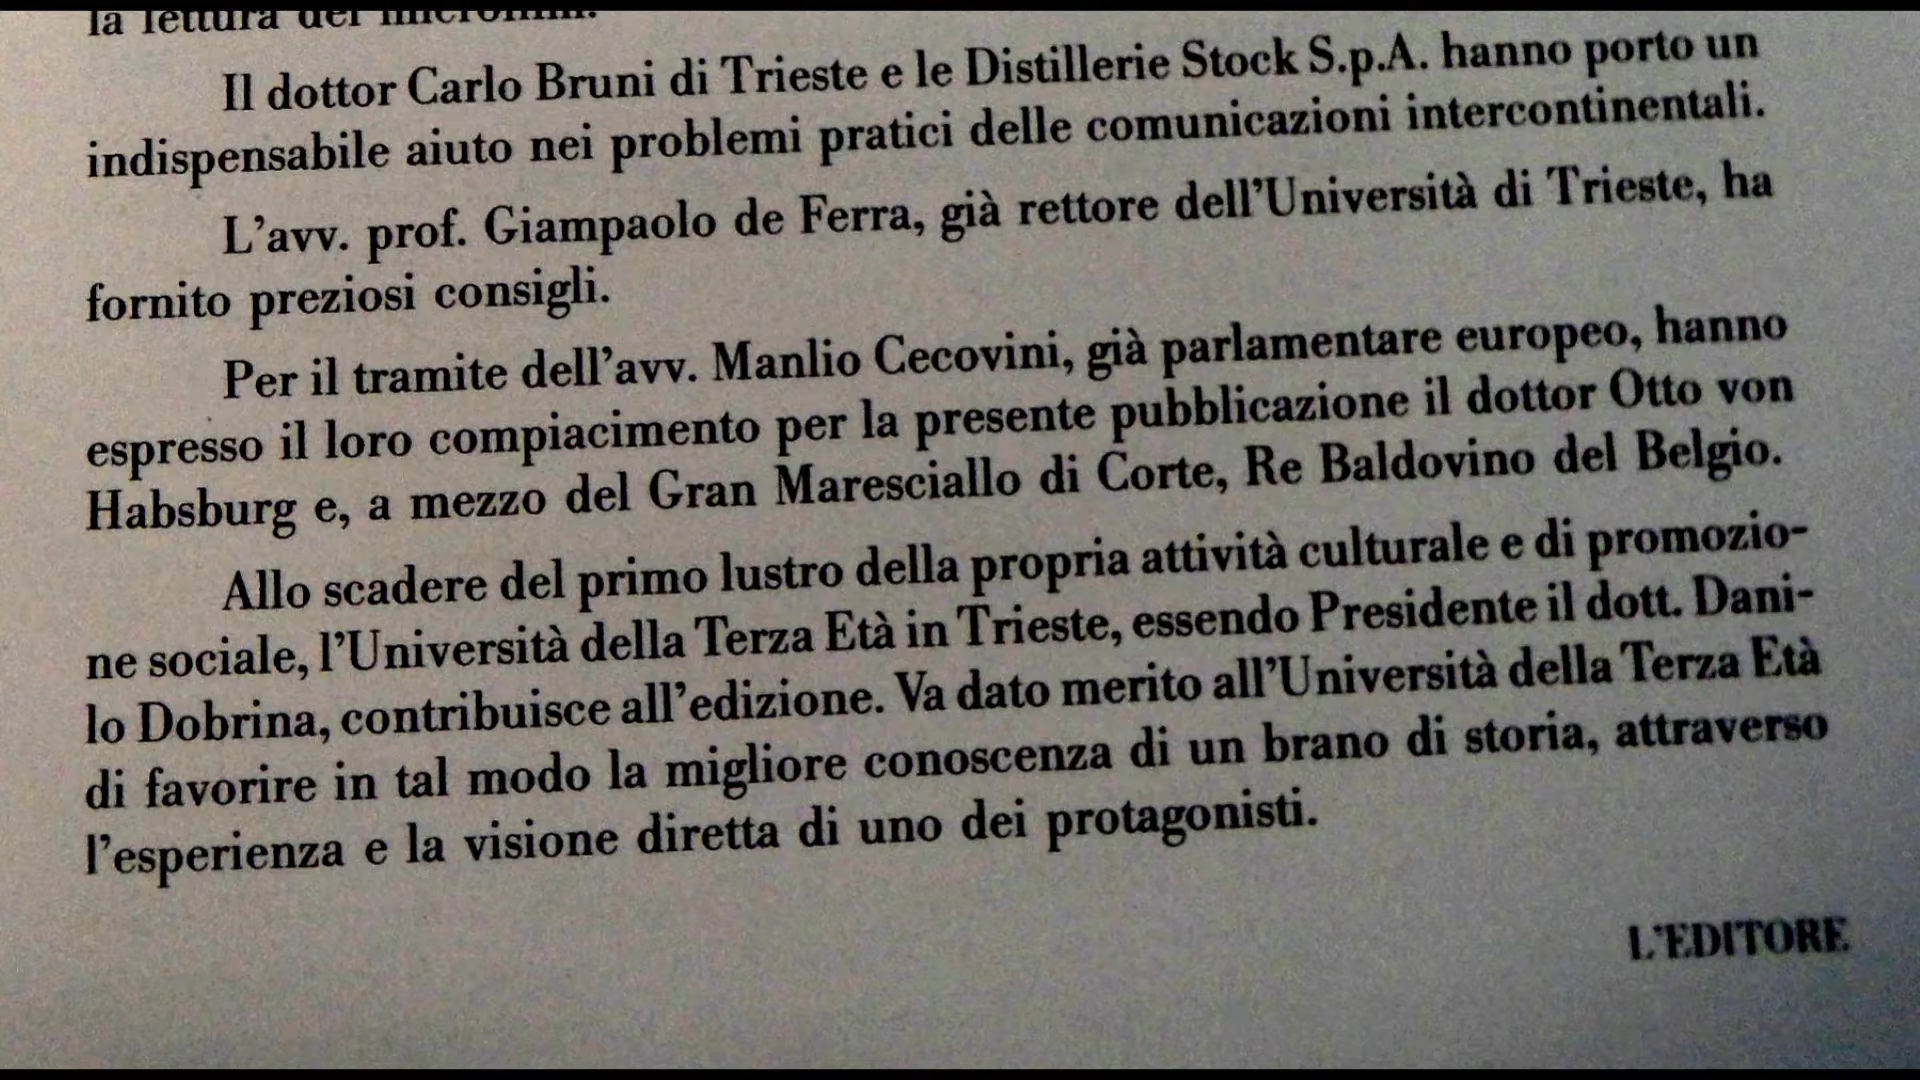 la lettura dei microfilm.
Il dottor Carlo Bruni di Trieste e le Distillerie Stock S.p.A. hanno porto un
indispensabile aiuto nei problemi pratici delle comunicazioni intercontinentali.
L'avv. prof. Giampaolo de Ferra, già rettore dell'Università di Trieste, ha
fornito preziosi consigli.
Per il tramite dell'avv. Manlio Cecovini, già parlamentare europeo, hanno
espresso il loro compiacimento per la presente pubblicazione il dottor Otto von
Habsburg e, a mezzo del Gran Maresciallo di Corte, Re Baldovino del Belgio.
Allo scadere del primo lustro della propria attività culturale e di promozio-
ne sociale, l'Università della Terza Età in Trieste, essendo Presidente il dott. Dani-
lo Dobrina, contribuisce all'edizione. Va dato merito all'Università della Terza Età
di favorire in tal modo la migliore conoscenza di un brano di storia, attraverso
l'esperienza e la visione diretta di uno dei protagonisti.
L'EDITORE